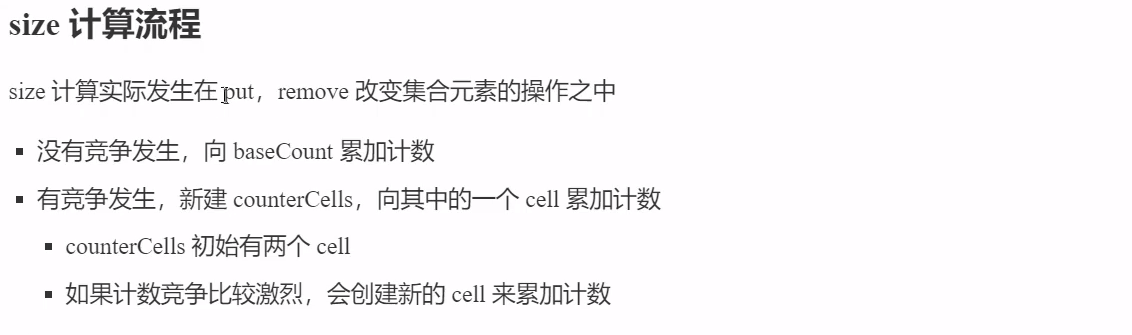 size 计算流程
size 计算实际发生在 put，remove 改变集合元素的操作之中
▪ 没有竞争发生，向 baseCount 累加计数
▪ 有竞争发生，新建 counterCells，向其中的一个 cell 累加计数
▪ counterCells 初始有两个 cell
▪ 如果计数竞争比较激烈，会创建新的 cell 来累加计数